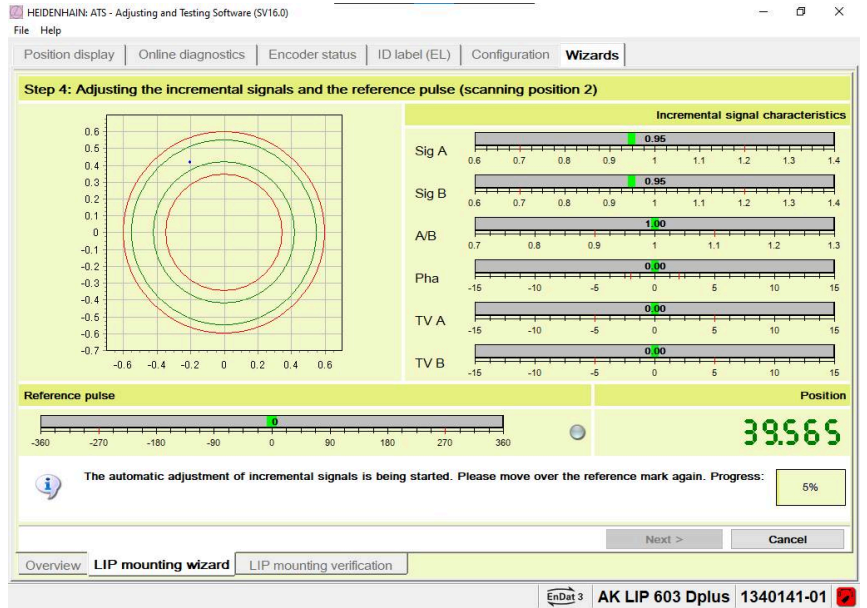 HEIDENHAIN: ATS - Adjusting and Testing Software (SV16.0)
File Help
Position display Online diagnostics Encoder status ID label (EL) Configuration Wizards
Step 4: Adjusting the incremental signals and the reference pulse (scanning position 2)
0.6
0.5
0.4
0.3
0.2
0.1
0
-0.1
-0.2
-0.3
-0.4
-0.5
-0.6
-0.7
-0.6 -0.4 -0.2 0 0.2 0.4 0.6
Incremental signal characteristics
0.95
Sig A
0.6 0.7 0.8 0.9 1 1.1 1.2 1.3 1.4
0.95
Sig B
0.6 0.7 0.8 0.9 1 1.1 1.2 1.3 1.4
1.00
A/B
0.7 0.8 0.9 1 1.1 1.2 1.3
0.00
Pha
-15 -10 -5 0 5 10 15
0.00
TV A
-15 -10 -5 0 5 10 15
0.00
TV B
-15 -10 -5 0 5 10 15
Reference pulse
0
-360 -270 -180 -90 0 90 180 270 360
Position
39.565
The automatic adjustment of incremental signals is being started. Please move over the reference mark again. Progress:
5%
Next > Cancel
Overview LIP mounting wizard LIP mounting verification
EnDat 3 AK LIP 603 Dplus 1340141-01